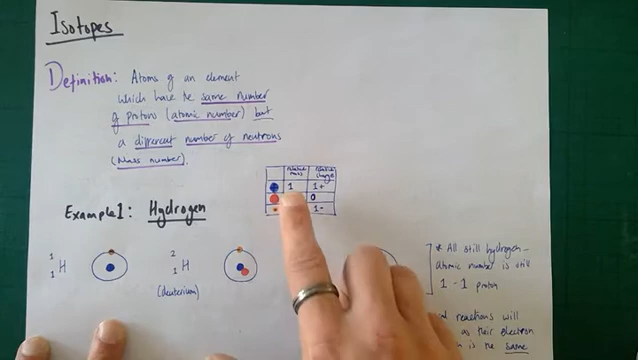 Isotopes
Definition: Atoms of an element
which have the same number
of protons (atomic number) but
a different number of neutrons
(Mass number).
relative mass relative charge
1 1+
0
1-
Example 1: Hydrogen
1
1 H
2
1 H
(deuterium)
* All still hydrogen -
atomic number is still
1 - 1 proton
reactions will
as their electron
is the same